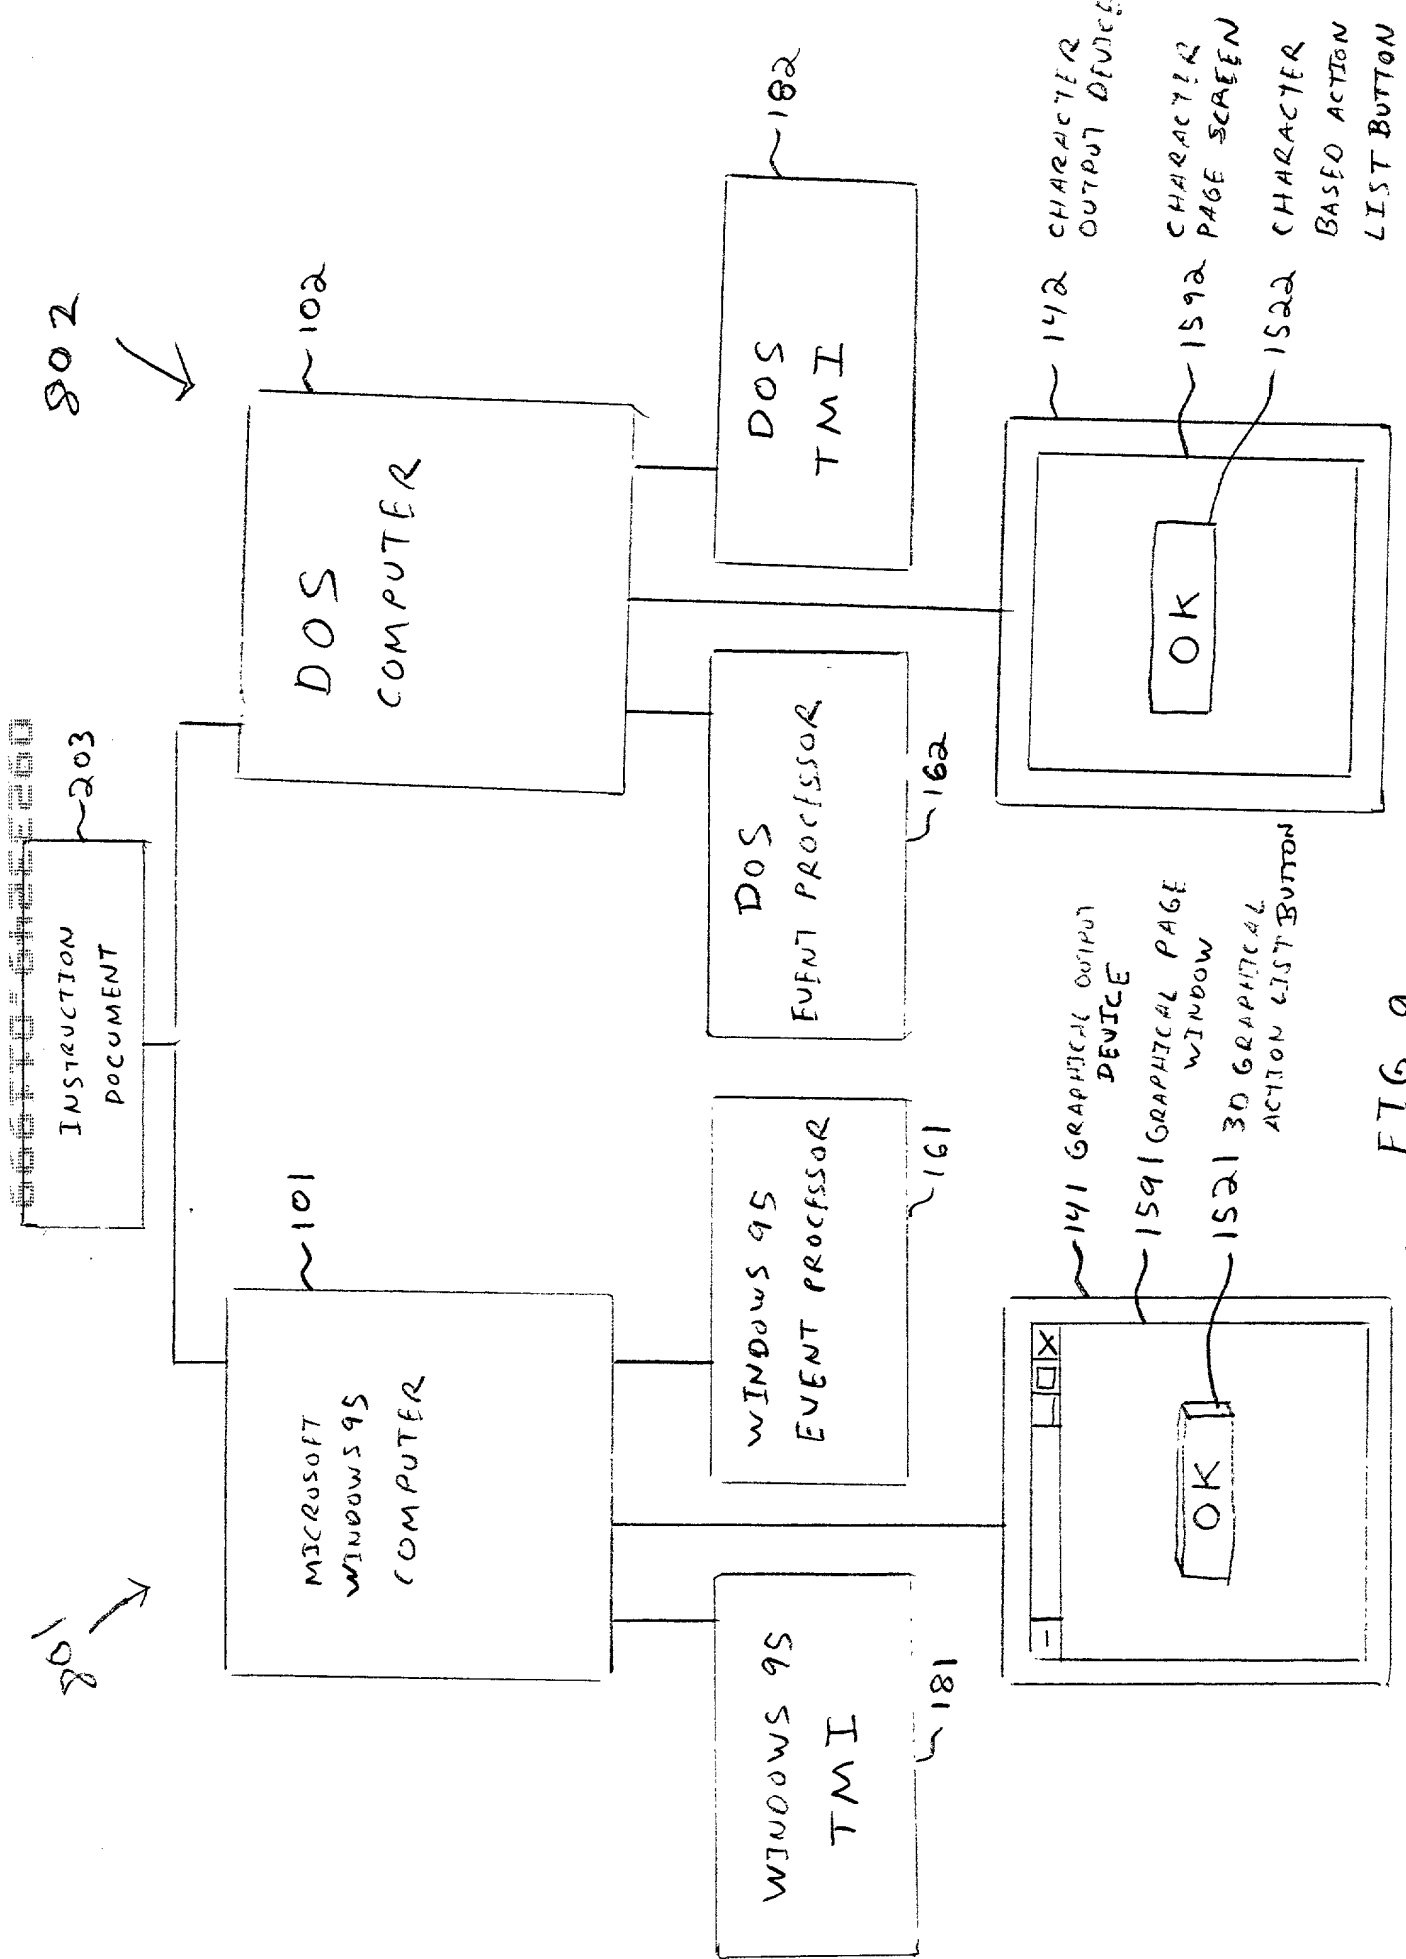 INSTRUCTION
DOCUMENT
203
801
802
MICROSOFT
WINDOWS 95
COMPUTER
101
DOS
COMPUTER
102
WINDOWS 95
TMI
181
WINDOWS 95
EVENT PROCESSOR
161
DOS
EVENT PROCESSOR
162
DOS
TMI
182
OK
141 GRAPHICAL OUTPUT
DEVICE
1591 GRAPHICAL PAGE
WINDOW
1521 3D GRAPHICAL
ACTION LIST BUTTON
OK
142 CHARACTER
OUTPUT DEVICE
1592 CHARACTER
PAGE SCREEN
1522 CHARACTER
BASED ACTION
LIST BUTTON
FIG